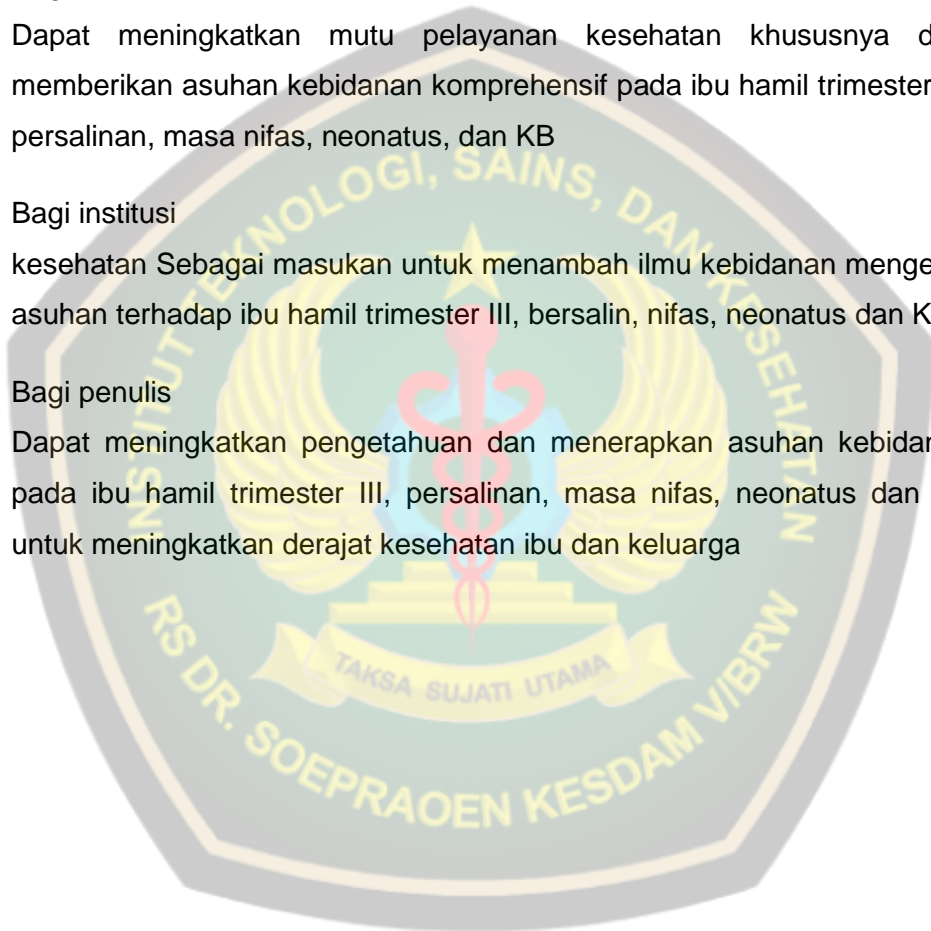 Dapat meningkatkan mutu pelayanan kesehatan khususnya
memberikan asuhan kebidanan komprehensif pada ibu hamil trimester
persalinan, masa nifas, neonatus, dan KB
Bagi institusi
kesehatan Sebagai masukan untuk menambah ilmu kebidanan
asuhan terhadap ibu hamil trimester III, bersalin, nifas, neonatus dan
Bagi penulis
Dapat meningkatkan pengetahuan dan menerapkan asuhan
pada ibu hamil trimester III, persalinan, masa nifas, neonatus dan
untuk meningkatkan derajat kesehatan ibu dan keluarga
INSTITUT TEKNOLOGI, SAINS, DAN KESEHATAN
TAKSA SUJATI UTAMA
RS DR. SOEPRAOEN KESDAM V/BRW